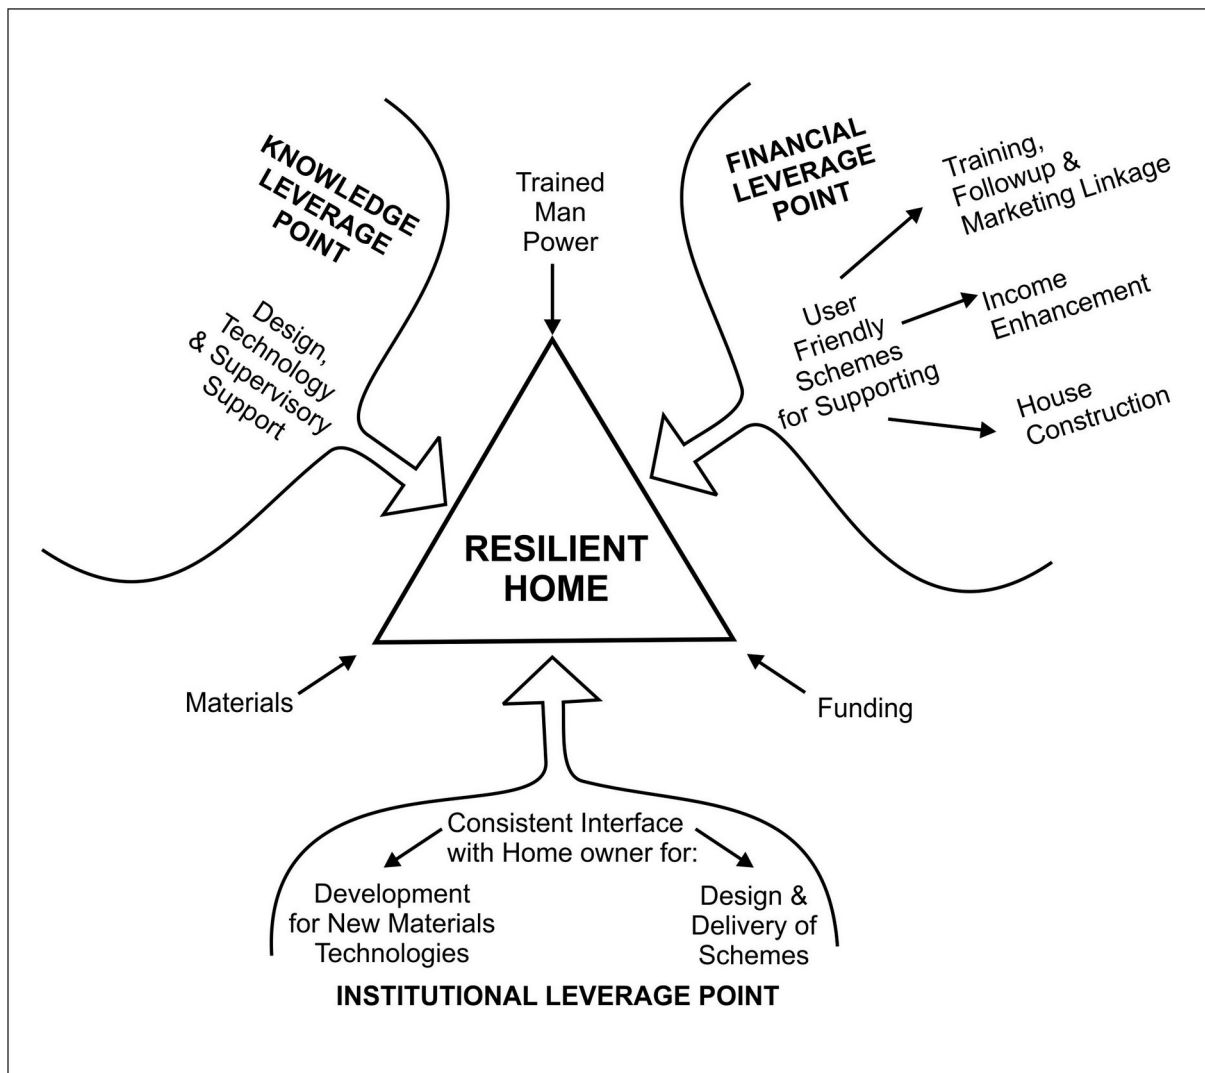 KNOWLEDGE
LEVERAGE
POINT
Design,
Technology
& Supervisory
Support
Trained
Man
Power
FINANCIAL
LEVERAGE
POINT
User
Friendly
Schemes
for Supporting
Training,
Followup &
Marketing Linkage
Income
Enhancement
House
Construction
RESILIENT
HOME
Materials
Funding
Consistent Interface
with Home owner for:
Development
for New Materials
Technologies
Design &
Delivery of
Schemes
INSTITUTIONAL LEVERAGE POINT